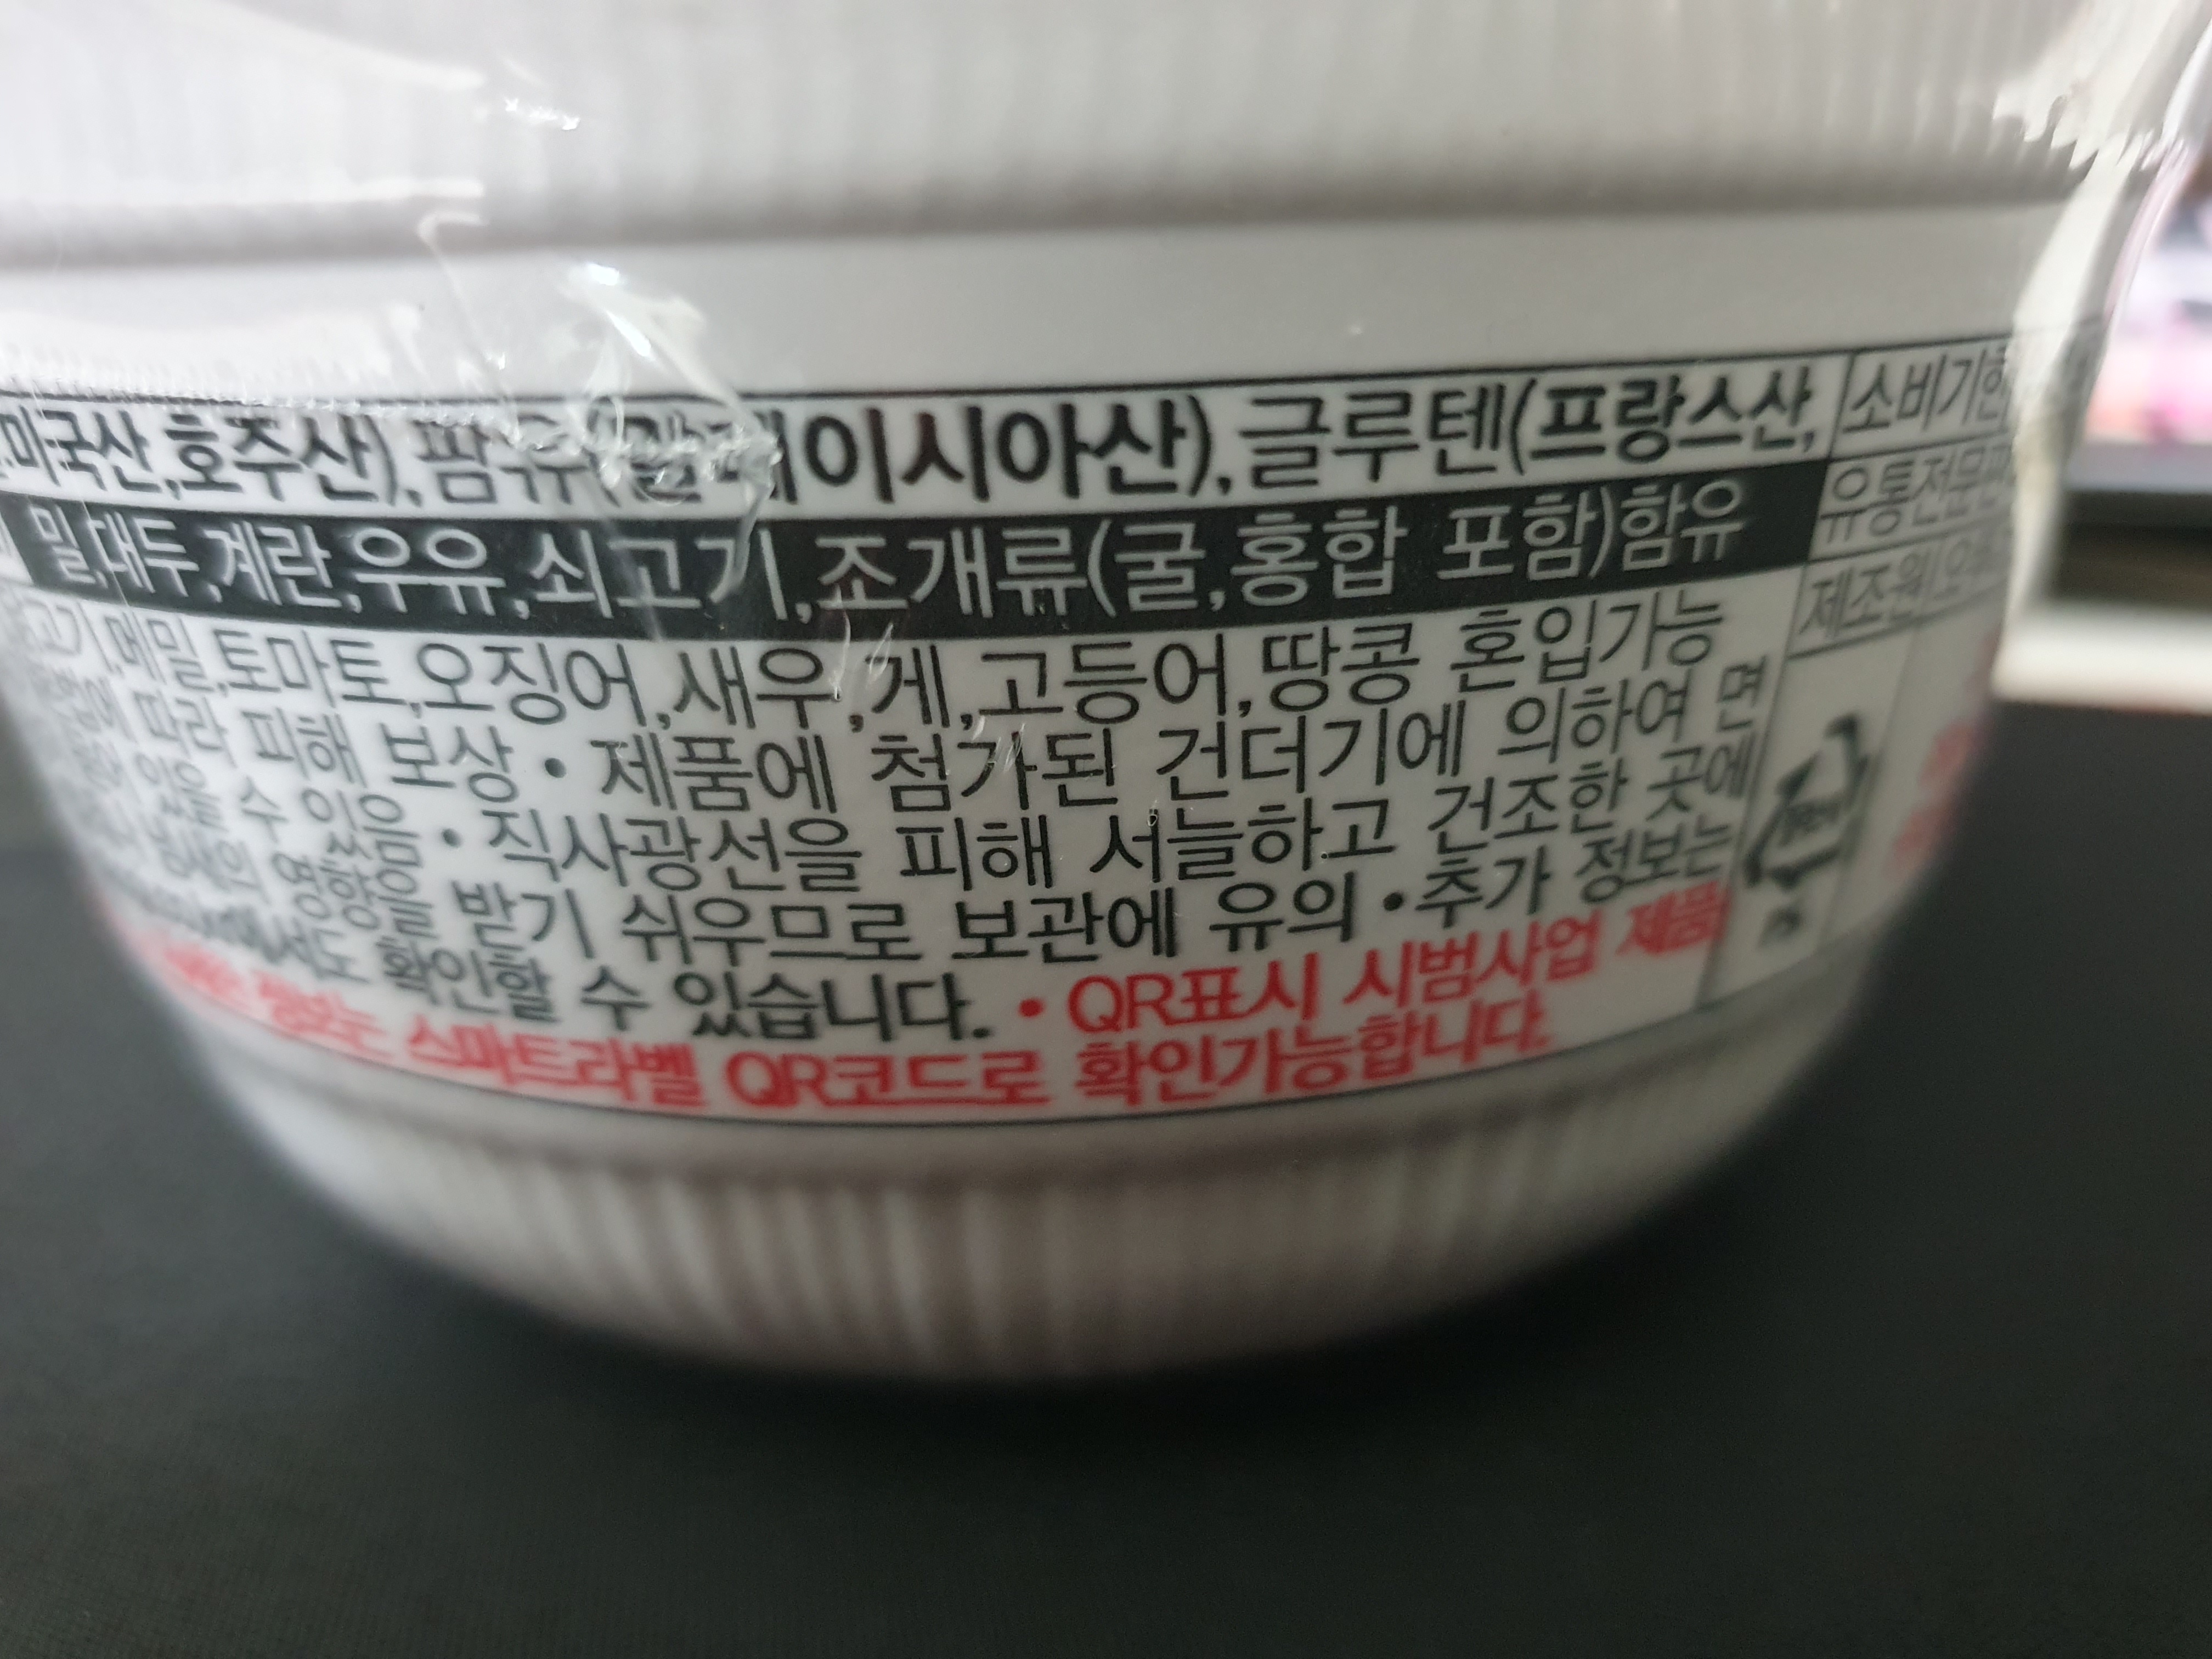 미국산,호주산),팜유(말레이시아산),글루텐(프랑스산,
밀,대두,계란,우유,쇠고기,조개류(굴,홍합 포함)함유
메밀,토마토,오징어,새우,게,고등어,땅콩 혼입가능
따라 피해 보상 • 제품에 첨가된 건더기에 의하여 면
있을 수 있음 • 직사광선을 피해 서늘하고 건조한 곳에
냄새의 영향을 받기 쉬우므로 보관에 유의 •추가 정보는
확인할 수 있습니다. • QR표시 시범사업 제품
정보는 스마트라벨 QR코드로 확인가능합니다.
소비기한
유통전문판
제조원